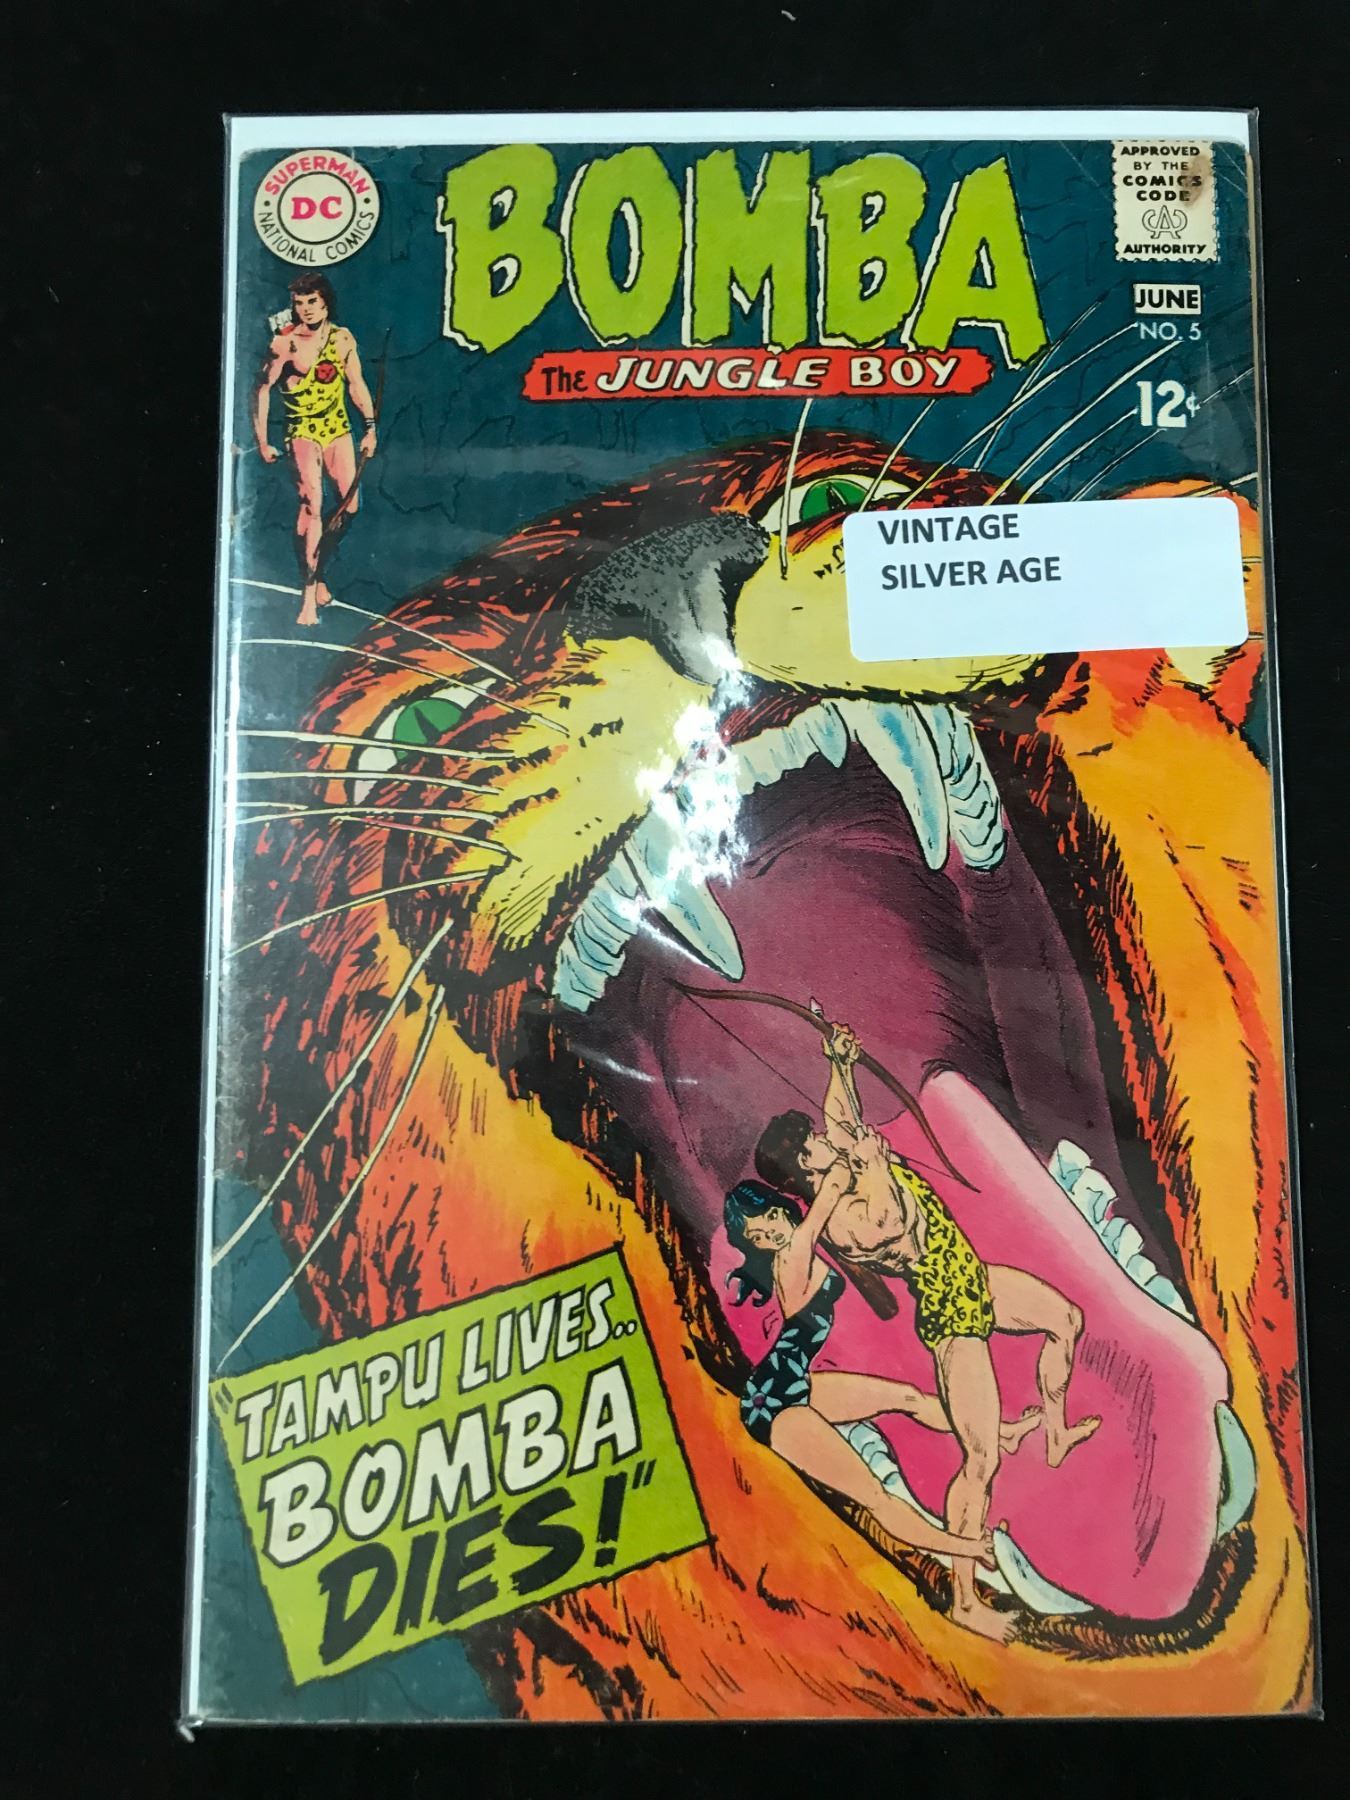 SUPERMAN
DC
NATIONAL COMICS
BOMBA
The JUNGLE BOY
APPROVED
BY THE
COMICS
CODE
CA
AUTHORITY
JUNE
NO. 5
12¢
VINTAGE
SILVER AGE
"TAMPU LIVES..
BOMBA
DIES!"